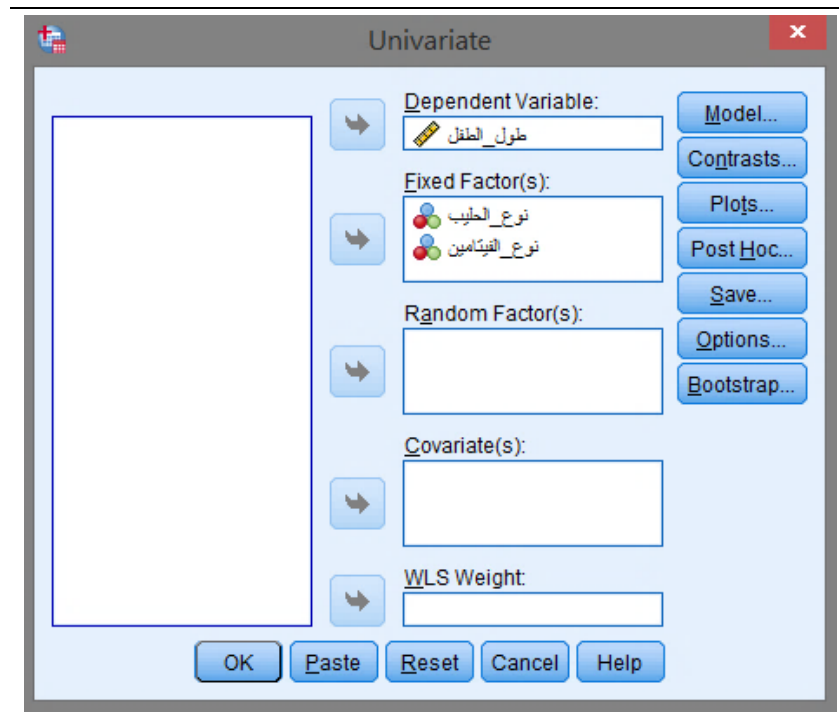 Univariate
×
Dependent Variable:
طول_الطفل
Fixed Factor(s):
نوع_الحليب
نوع_الفيتامين
Random Factor(s):
Covariate(s):
WLS Weight:
Model...
Contrasts...
Plots...
Post Hoc...
Save...
Options...
Bootstrap...
OK Paste Reset Cancel Help